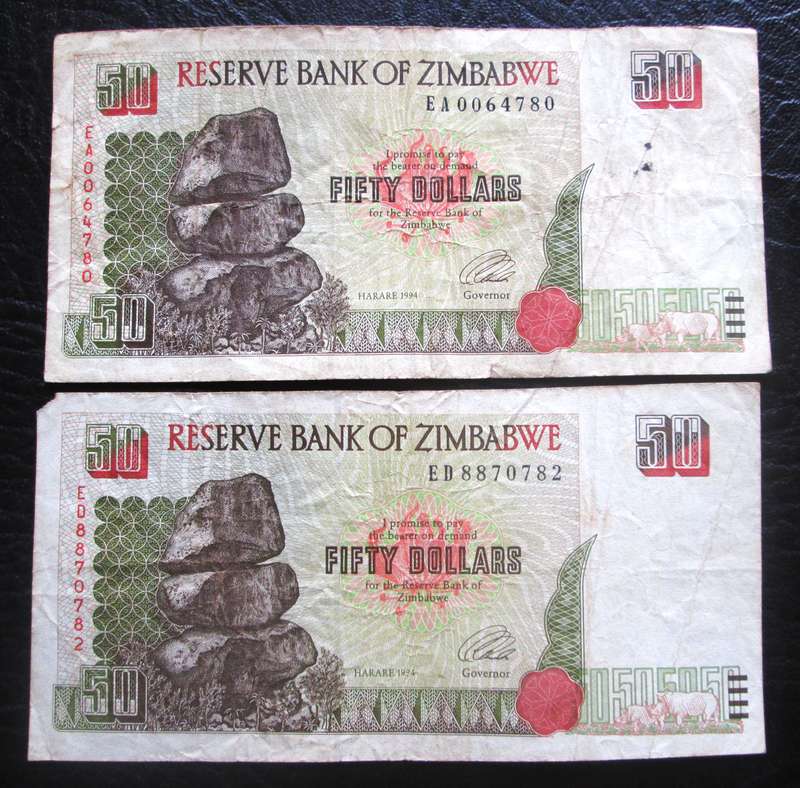 50 RESERVE BANK OF ZIMBABWE 50
EA0064780
EA0064780
I promise to pay
the bearer on demand
FIFTY DOLLARS
for the Reserve Bank of
Zimbabwe
HARARE 1994 Governor
50 50505050
50 RESERVE BANK OF ZIMBABWE 50
ED8870782
ED8870782
I promise to pay
the bearer on demand
FIFTY DOLLARS
for the Reserve Bank of
Zimbabwe
HARARE 1994 Governor
50 50505050